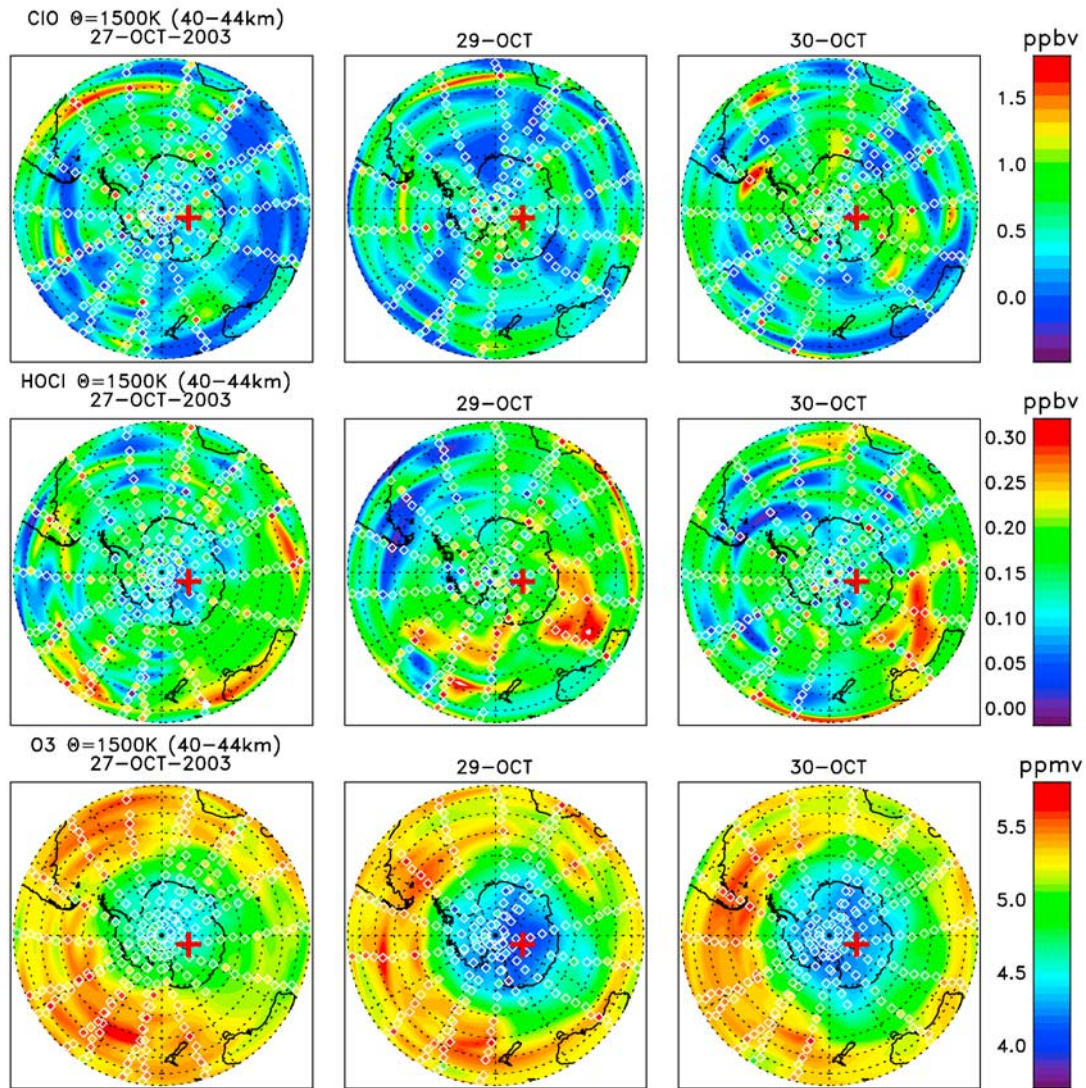 ClO Θ=1500K (40–44km)
27–OCT–2003
29–OCT
30–OCT
ppbv
1.5
1.0
0.5
0.0
HOCl Θ=1500K (40–44km)
27–OCT–2003
29–OCT
30–OCT
ppbv
0.30
0.25
0.20
0.15
0.10
0.05
0.00
O3 Θ=1500K (40–44km)
27–OCT–2003
29–OCT
30–OCT
ppmv
5.5
5.0
4.5
4.0